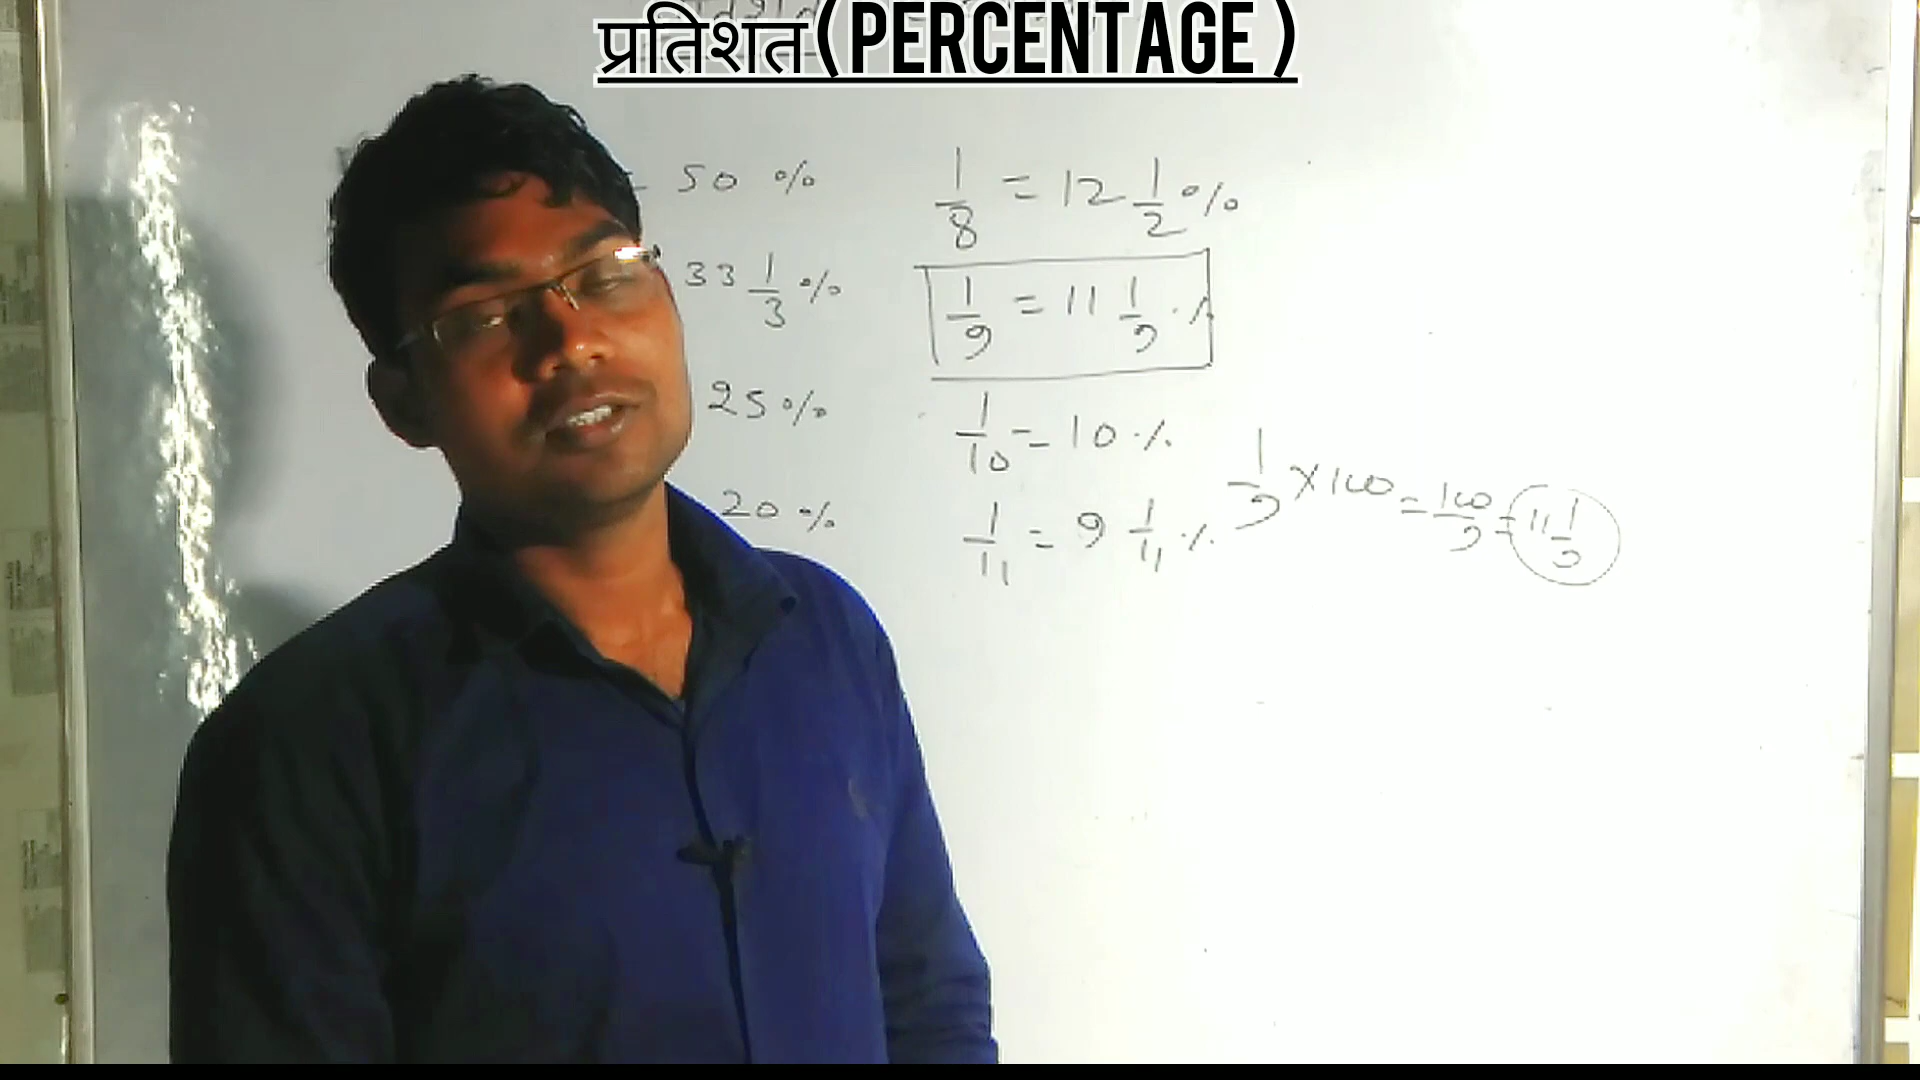 प्रतिशत ( PERCENTAGE )
= 50 %
33 1/3 %
25 %
20 %
1/8 = 12 1/2 %
1/9 = 11 1/9 %
1/10 = 10 %
1/11 = 9 1/11 %
1/9 × 100 = 100/9 = 11 1/9